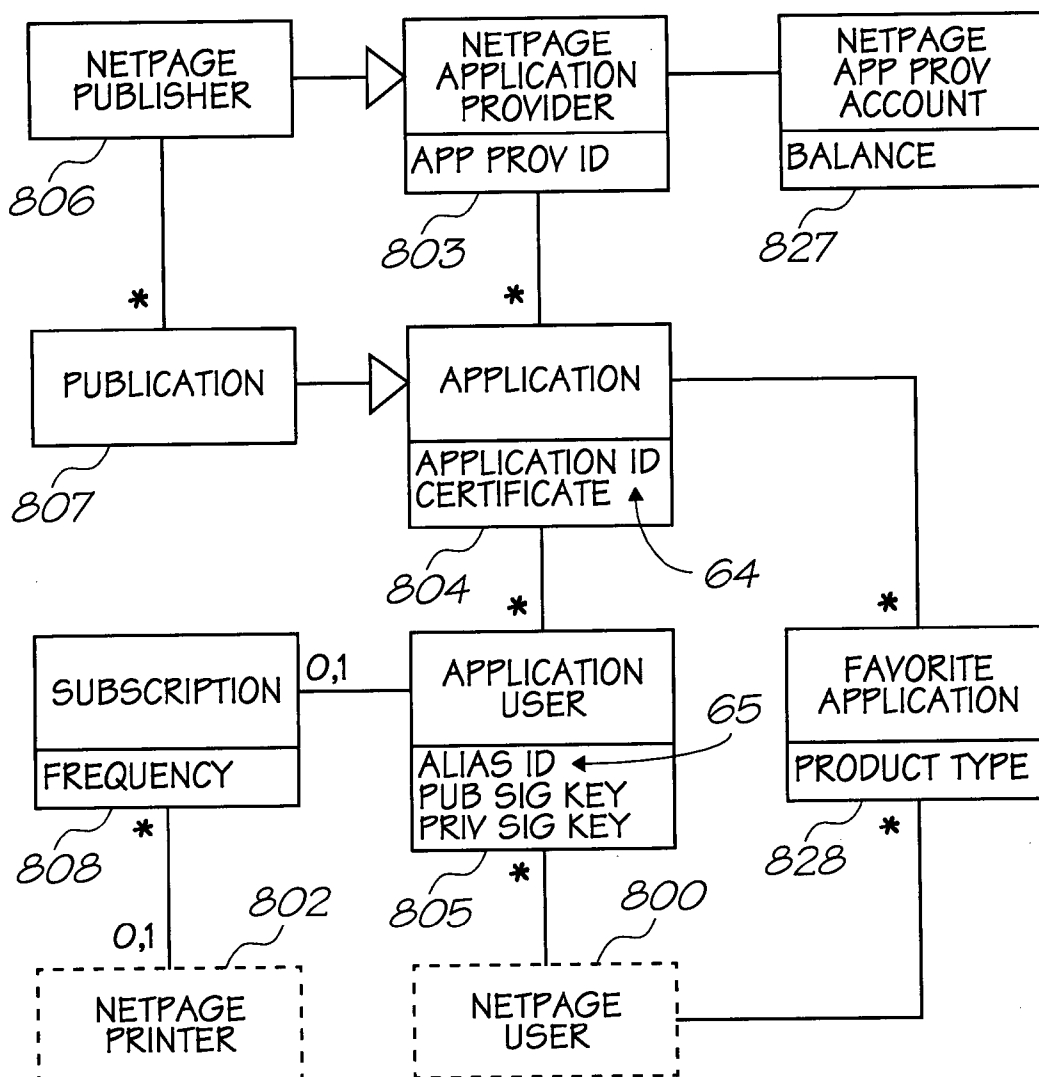 NETPAGE
PUBLISHER
806
NETPAGE
APPLICATION
PROVIDER
APP PROV ID
803
NETPAGE
APP PROV
ACCOUNT
BALANCE
827
*
*
PUBLICATION
807
APPLICATION
APPLICATION ID
CERTIFICATE
64
804
*
*
SUBSCRIPTION
FREQUENCY
808
0,1
APPLICATION
USER
65
ALIAS ID
PUB SIG KEY
PRIV SIG KEY
805
FAVORITE
APPLICATION
PRODUCT TYPE
828
*
*
*
0,1
802
800
NETPAGE
PRINTER
NETPAGE
USER